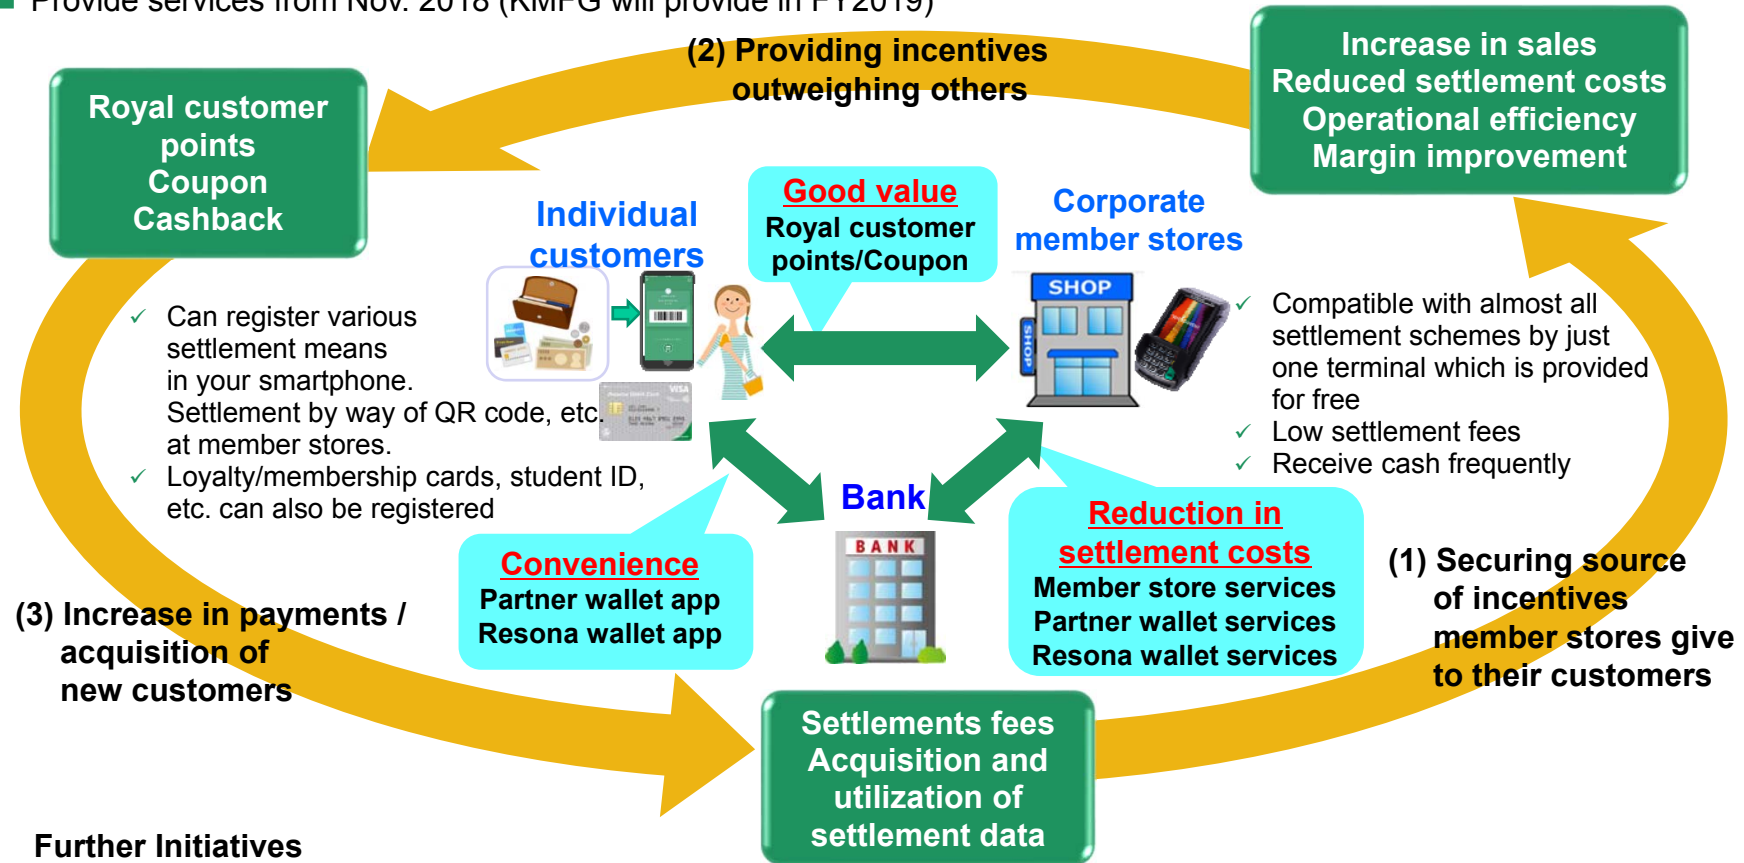 Provide services from Nov. 2018 (KMFG will provide in FY2019)
(2) Providing incentives
outweighing others
Increase in sales
Reduced settlement costs
Operational efficiency
Margin improvement
Royal customer
points
Coupon
Cashback
Individual
customers
Good value
Royal customer
points/Coupon
Corporate
member stores
SHOP
SHOP
VISA
✓ Can register various
settlement means
in your smartphone.
Settlement by way of QR code, etc.
at member stores.
✓ Loyalty/membership cards, student ID,
etc. can also be registered
✓ Compatible with almost all
settlement schemes by just
one terminal which is provided
for free
✓ Low settlement fees
✓ Receive cash frequently
Bank
BANK
Convenience
Partner wallet app
Resona wallet app
Reduction in
settlement costs
Member store services
Partner wallet services
Resona wallet services
(1) Securing source
of incentives
member stores give
to their customers
(3) Increase in payments /
acquisition of
new customers
Settlements fees
Acquisition and
utilization of
settlement data
Further Initiatives